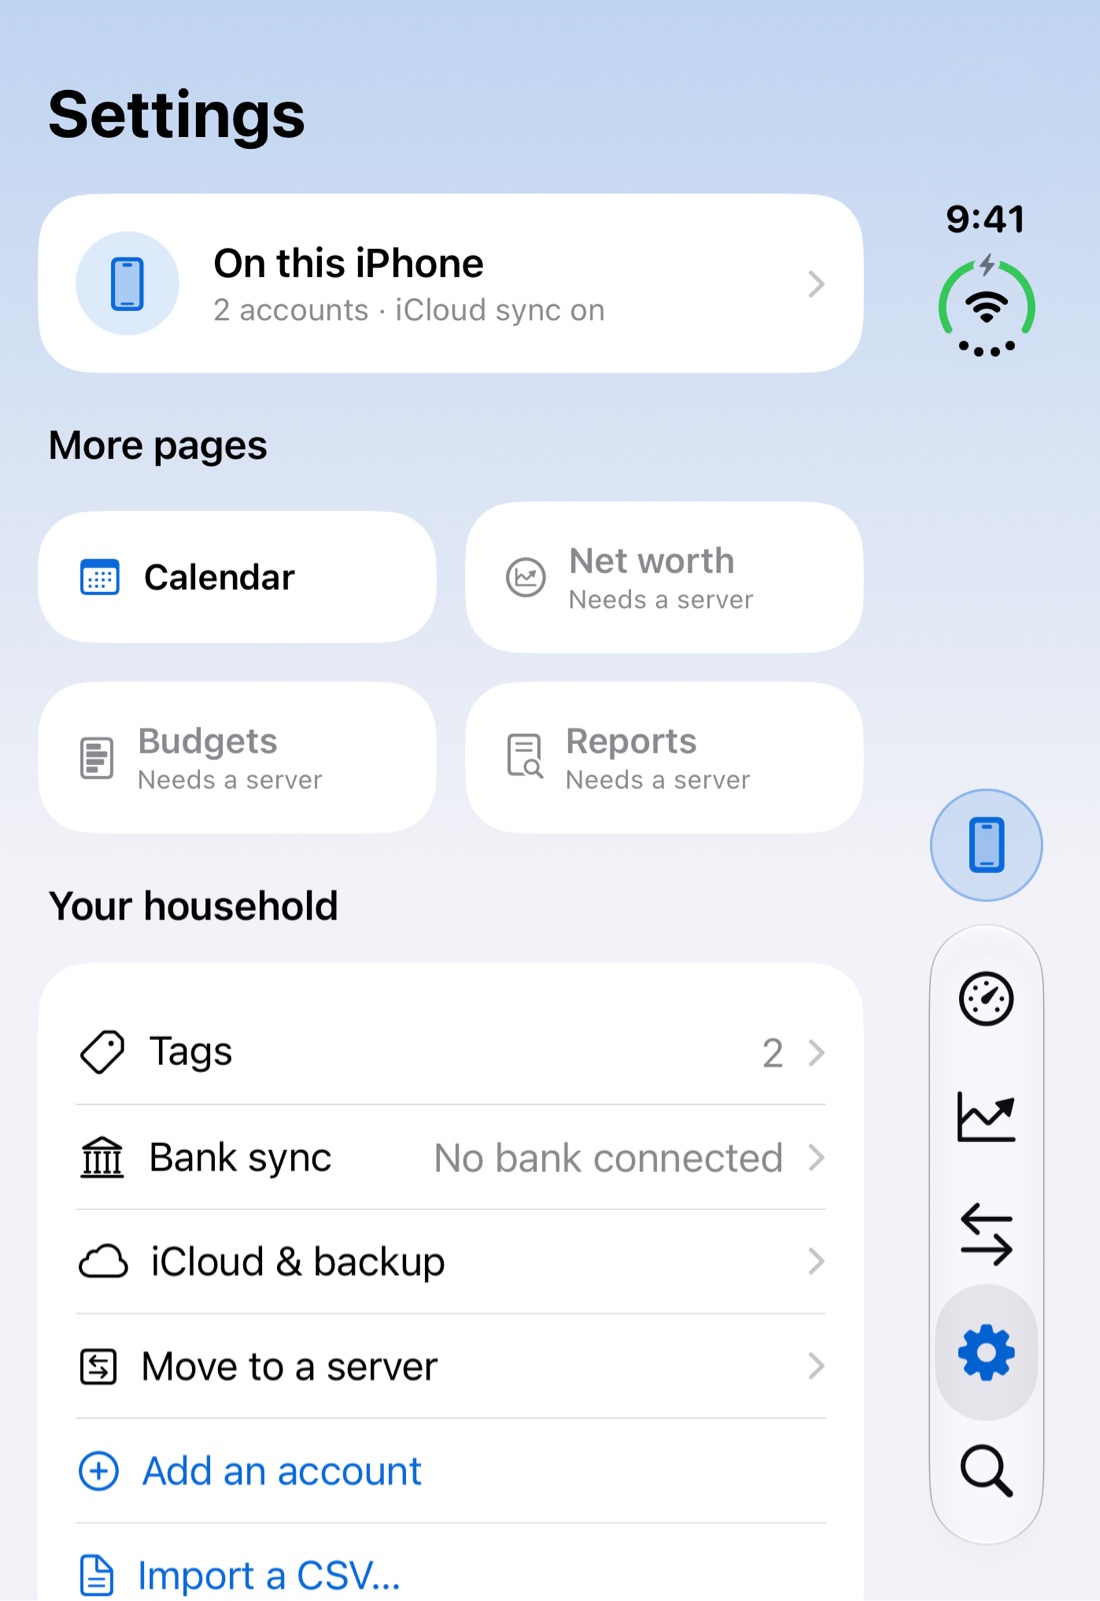 Settings
9:41
On this iPhone
2 accounts · iCloud sync on
More pages
Calendar
Net worth
Needs a server
Budgets
Needs a server
Reports
Needs a server
Your household
Tags 2
Bank sync No bank connected
iCloud & backup
Move to a server
Add an account
Import a CSV...